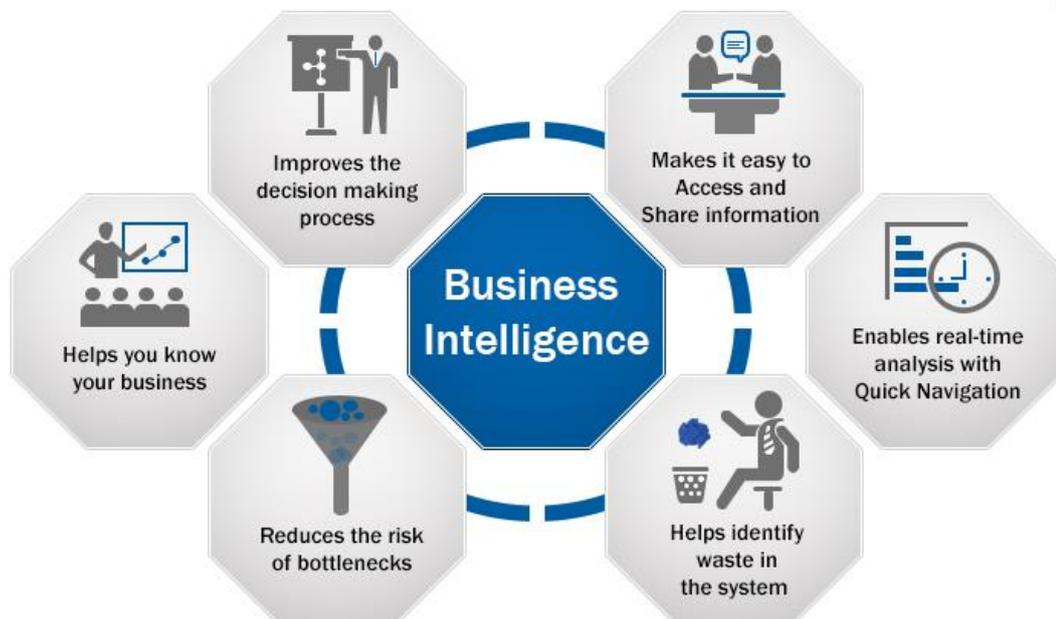 Improves the
decision making
process
Makes it easy to
Access and
Share information
Helps you know
your business
Business
Intelligence
Enables real-time
analysis with
Quick Navigation
Reduces the risk
of bottlenecks
Helps identify
waste in
the system